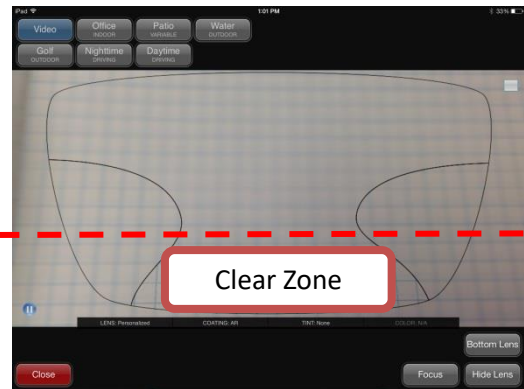 iPad 1:01 PM 33%
Video Office Patio Water
INDOOR VARIABLE OUTDOOR
Golf Nighttime Daytime
OUTDOOR DRIVING DRIVING
Clear Zone
LENS: Personalized COATING: AR TINT: None COLOR: N/A
Bottom Lens
Close Focus Hide Lens